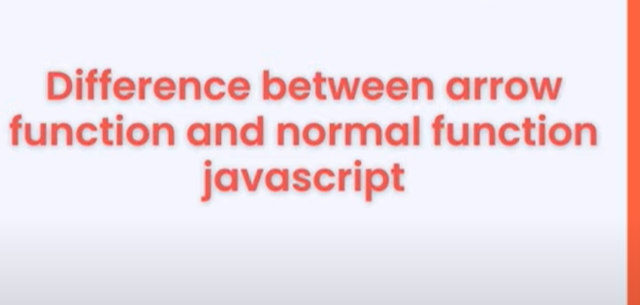 Difference between arrow
function and normal function
javascript